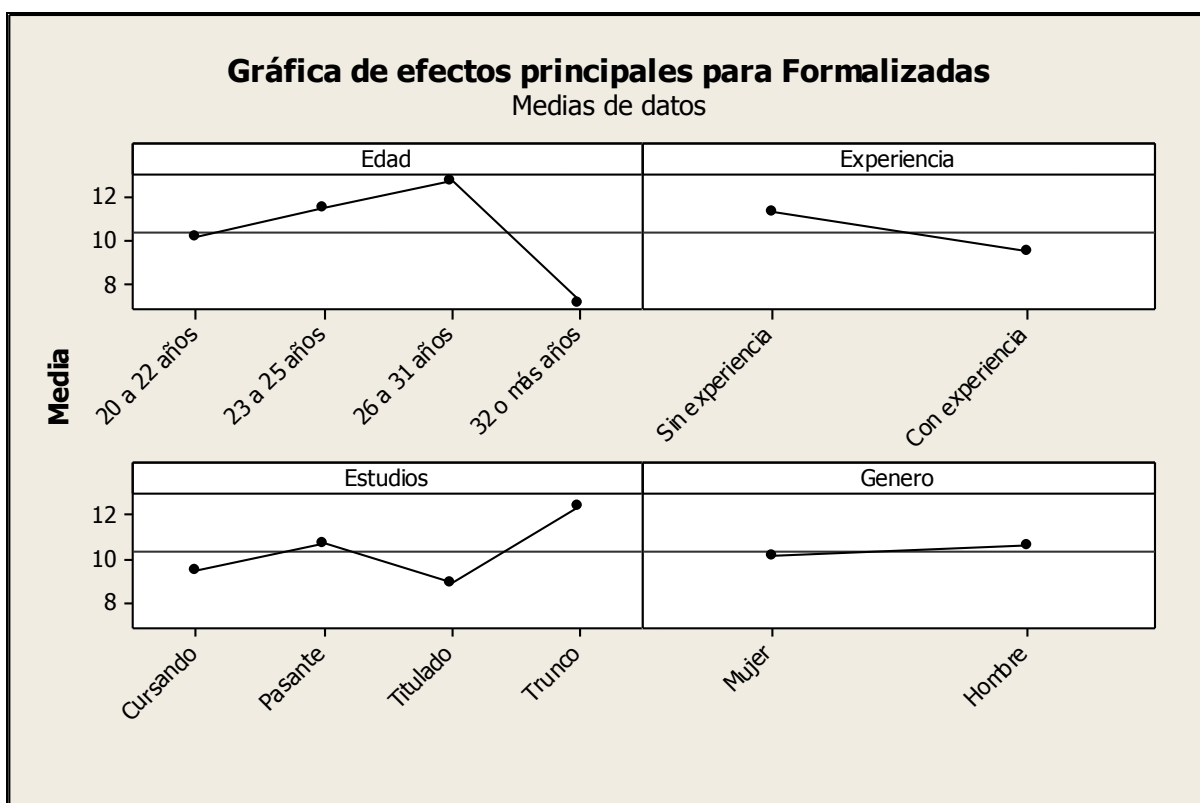 Gráfica de efectos principales para Formalizadas
Medias de datos
Media
Edad
Experiencia
12
10
8
20 a 22 años
23 a 25 años
26 a 31 años
32 o más años
Sin experiencia
Con experiencia
Estudios
Genero
12
10
8
Cursando
Pasante
Titulado
Trunco
Mujer
Hombre